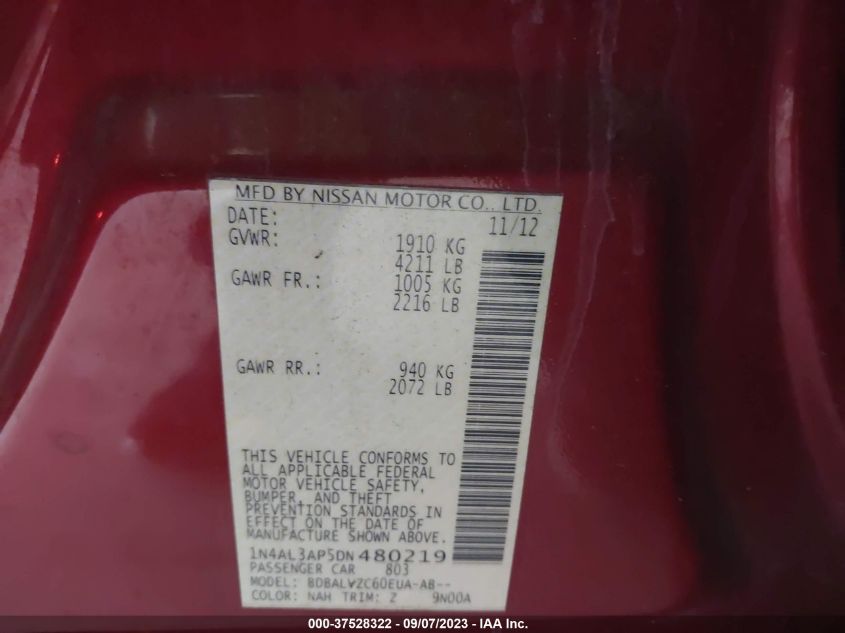 MFD BY NISSAN MOTOR CO., LTD.
DATE: 11/12
GVWR: 1910 KG
4211 LB
GAWR FR.: 1005 KG
2216 LB
GAWR RR.: 940 KG
2072 LB
THIS VEHICLE CONFORMS TO
ALL APPLICABLE FEDERAL
MOTOR VEHICLE SAFETY,
BUMPER, AND THEFT
PREVENTION STANDARDS IN
EFFECT ON THE DATE OF
MANUFACTURE SHOWN ABOVE.
1N4AL3AP5DN480219
PASSENGER CAR 803
MODEL: BDBALVZC60EUA-AB--
COLOR: NAH TRIM: Z 9N00A
000-37528322 - 09/07/2023 - IAA Inc.